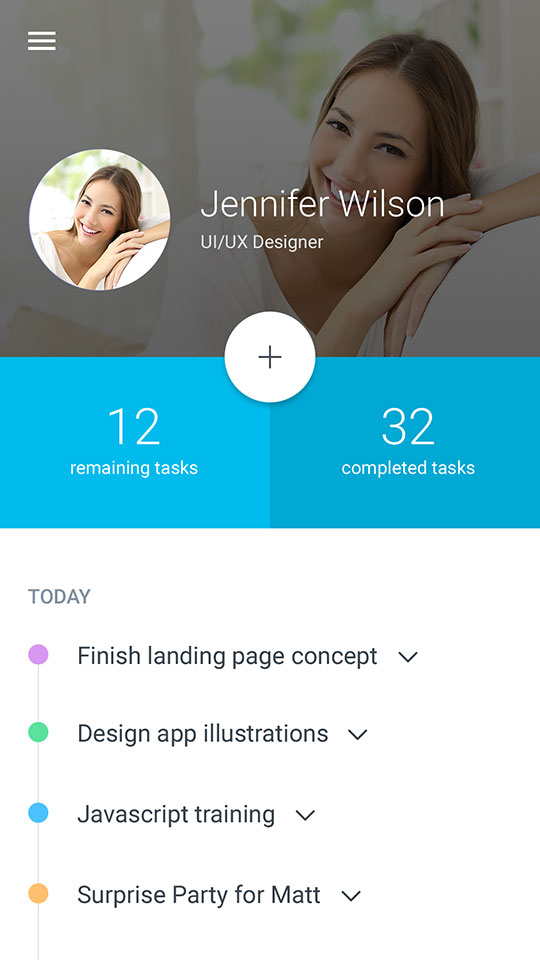 Jennifer Wilson
UI/UX Designer
12
remaining tasks
32
completed tasks
TODAY
Finish landing page concept
Design app illustrations
Javascript training
Surprise Party for Matt